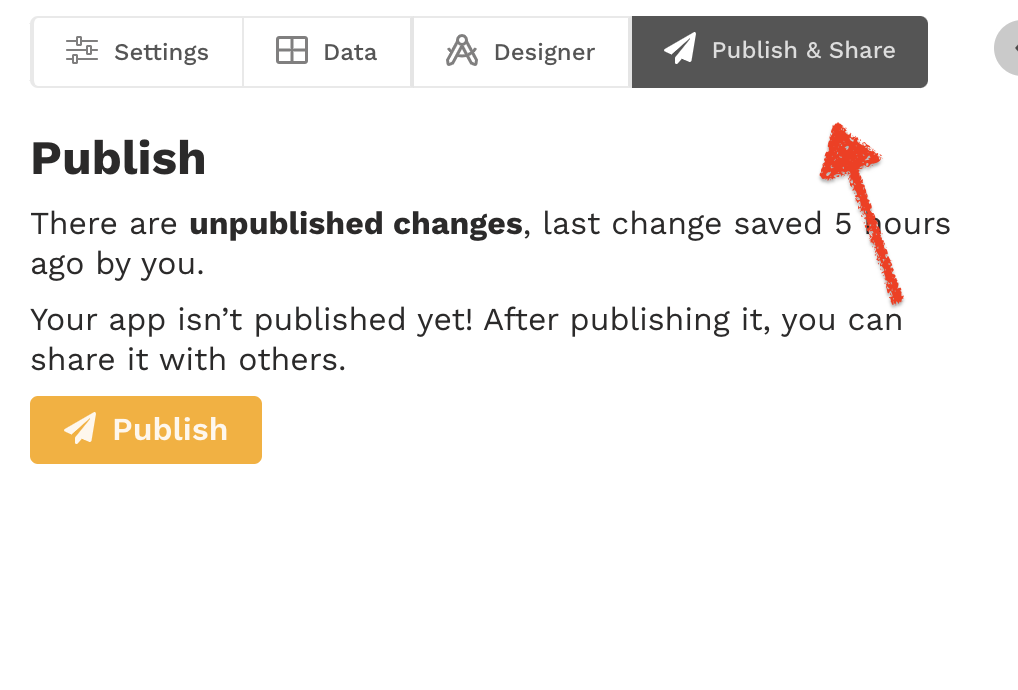 Settings Data Designer Publish & Share
Publish
There are unpublished changes, last change saved 5 hours
ago by you.
Your app isn’t published yet! After publishing it, you can
share it with others.
Publish